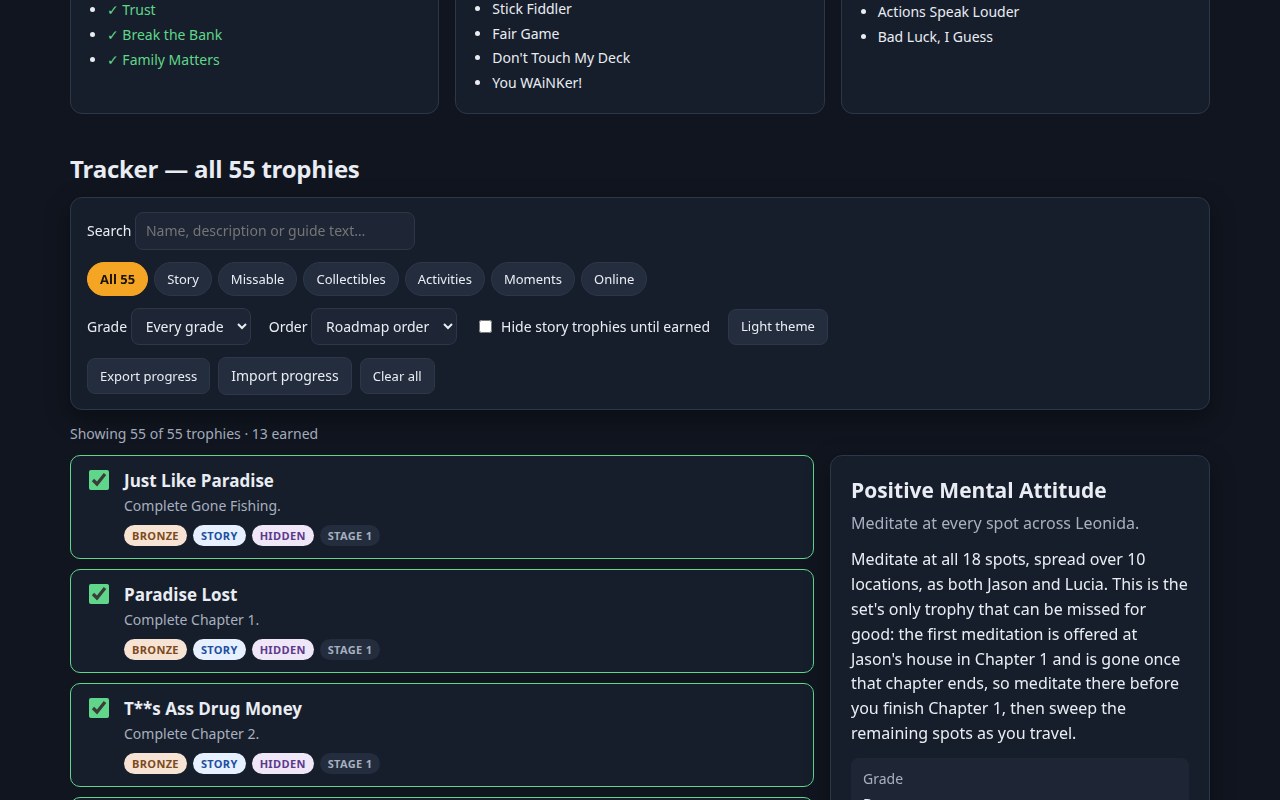 ✓ Trust
✓ Break the Bank
✓ Family Matters
Stick Fiddler
Fair Game
Don't Touch My Deck
You WAiNKer!
Actions Speak Louder
Bad Luck, I Guess
Tracker — all 55 trophies
Search Name, description or guide text...
All 55 Story Missable Collectibles Activities Moments Online
Grade Every grade Order Roadmap order Hide story trophies until earned Light theme
Export progress Import progress Clear all
Showing 55 of 55 trophies · 13 earned
Just Like Paradise
Complete Gone Fishing.
BRONZE STORY HIDDEN STAGE 1
Paradise Lost
Complete Chapter 1.
BRONZE STORY HIDDEN STAGE 1
T**s Ass Drug Money
Complete Chapter 2.
BRONZE STORY HIDDEN STAGE 1
Positive Mental Attitude
Meditate at every spot across Leonida.
Meditate at all 18 spots, spread over 10
locations, as both Jason and Lucia. This is the
set's only trophy that can be missed for
good: the first meditation is offered at
Jason's house in Chapter 1 and is gone once
that chapter ends, so meditate there before
you finish Chapter 1, then sweep the
remaining spots as you travel.
Grade